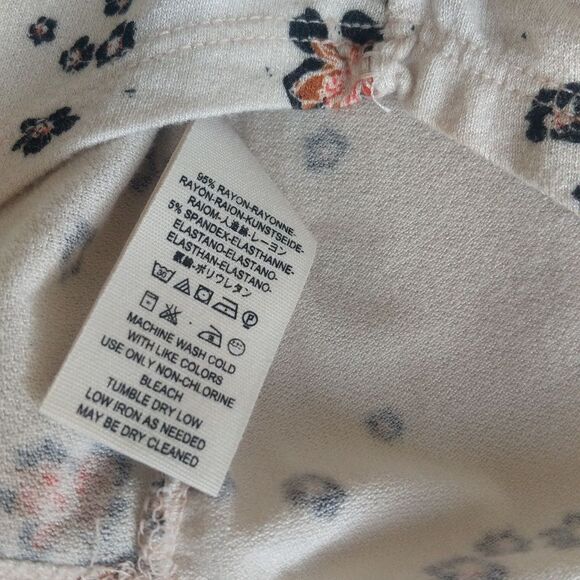 95% RAYON-RAYONNE-
RAYON-RAION-KUNSTSEIDE-
RAIOM-人造絲-レーヨン
5% SPANDEX-ELASTHANNE-
ELASTANO-ELASTANO-
ELASTHAN-ELASTANO-
ポリウレタン
30
P
MACHINE WASH COLD
WITH LIKE COLORS
USE ONLY NON-CHLORINE
BLEACH
TUMBLE DRY LOW
LOW IRON AS NEEDED
MAY BE DRY CLEANED